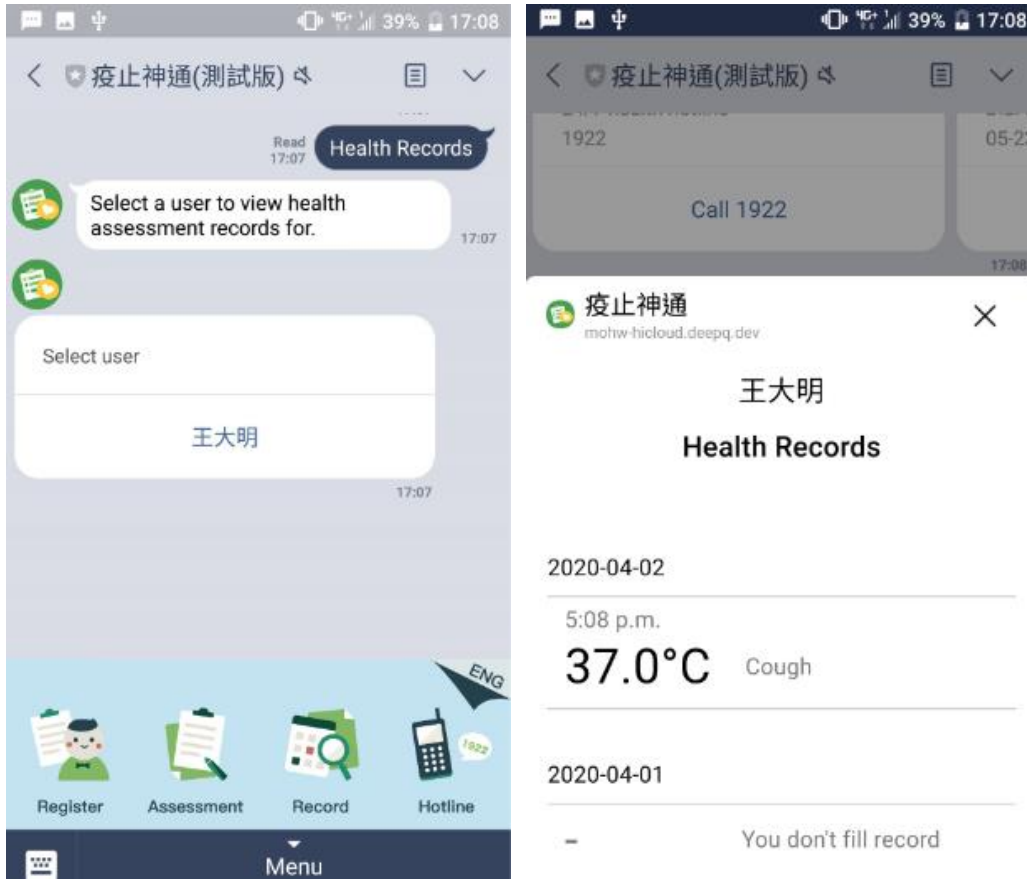 39% 17:08
疫止神通(測試版)
Read
17:07
Health Records
Select a user to view health
assessment records for.
17:07
Select user
王大明
17:07
ENG
1922
Register Assessment Record Hotline
Menu
39% 17:08
疫止神通(測試版)
1922
05-2
Call 1922
17:08
疫止神通
mohw-hicloud.deepq.dev
王大明
Health Records
2020-04-02
5:08 p.m.
37.0°C Cough
2020-04-01
- You don't fill record